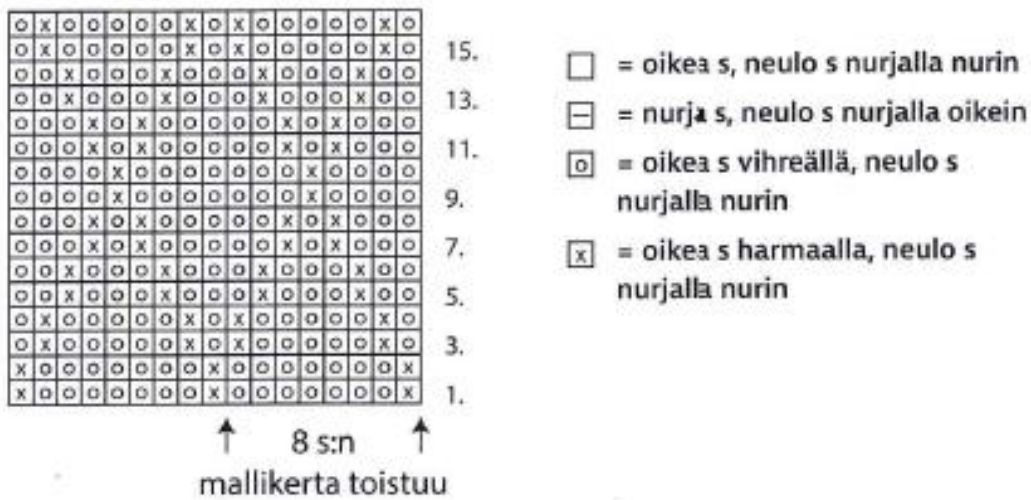 15.
13.
11.
9.
7.
5.
3.
1.
8 s:n
mallikerta toistuu
= oikea s, neulo s nurjalla nurin
= nurja s, neulo s nurjalla oikein
o = oikea s vihreällä, neulo s
nurjalla nurin
x = oikea s harmaalla, neulo s
nurjalla nurin